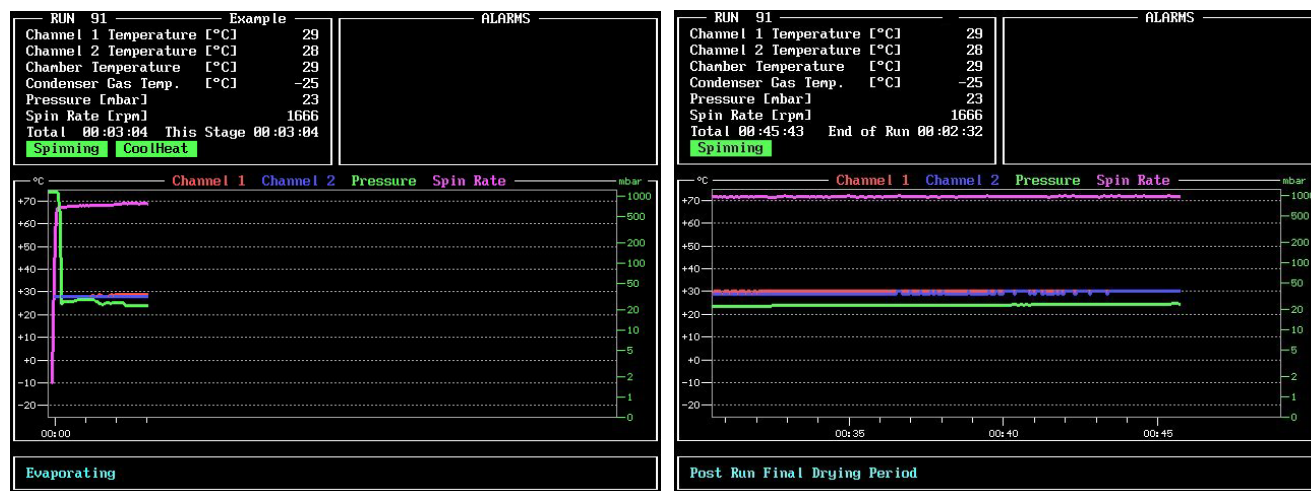 RUN 91 Example
ALARMS
Channel 1 Temperature [°C] 29
Channel 2 Temperature [°C] 28
Chamber Temperature [°C] 29
Condenser Gas Temp. [°C] -25
Pressure [mbar] 23
Spin Rate [rpm] 1666
Total 00:03:04 This Stage 00:03:04
Spinning CoolHeat
°C Channel 1 Channel 2 Pressure Spin Rate mbar
+70
+60
+50
+40
+30
+20
+10
+0
-10
-20
1000
500
200
100
50
20
10
5
2
1
0
00:00
Evaporating
RUN 91
ALARMS
Channel 1 Temperature [°C] 29
Channel 2 Temperature [°C] 28
Chamber Temperature [°C] 29
Condenser Gas Temp. [°C] -25
Pressure [mbar] 23
Spin Rate [rpm] 1666
Total 00:45:43 End of Run 00:02:32
Spinning
°C Channel 1 Channel 2 Pressure Spin Rate mbar
+70
+60
+50
+40
+30
+20
+10
+0
-10
-20
1000
500
200
100
50
20
10
5
2
1
0
00:35 00:40 00:45
Post Run Final Drying Period